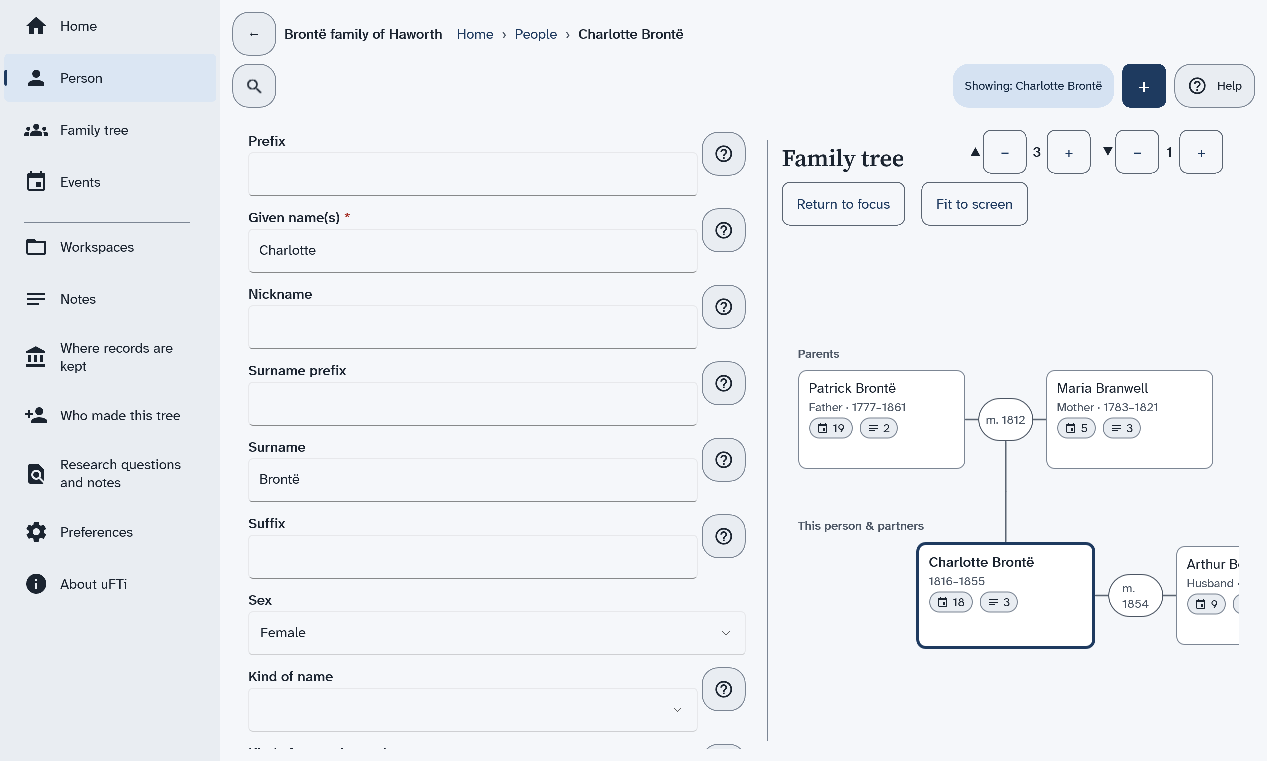 Home
Person
Family tree
Events
Workspaces
Notes
Where records are
kept
Who made this tree
Research questions
and notes
Preferences
About uFTi
← Brontë family of Haworth Home › People › Charlotte Brontë
Showing: Charlotte Brontë + Help
Prefix
Given name(s) *
Charlotte
Nickname
Surname prefix
Surname
Brontë
Suffix
Sex
Female
Kind of name
Family tree ▲ − 3 + ▼ − 1 +
Return to focus Fit to screen
Parents
Patrick Brontë
Father · 1777–1861
19 2
m. 1812
Maria Branwell
Mother · 1783–1821
5 3
This person & partners
Charlotte Brontë
1816–1855
18 3
m.
1854
Arthur
Husband ·
9